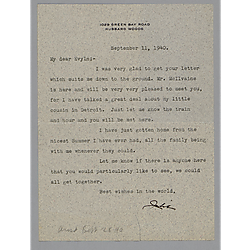 1029 GREEN BAY ROAD
HUBBARD WOODS
September 11, 1940.
My dear
I was very glad to get your letter
which suits me down to the ground. Mr. McIlvaine
is here and will be very very pleased to meet you,
for I have talked a great deal about my little
cousin in Detroit. Just let me show the train
and hour and you will be met.
I have just gotten home from the
nicest Summer I have ever had, all the family being
with me whenever they could.
Let me know if there is anyone here
that you would particularly like to see, we could
all get together.
Best wishes in the world.